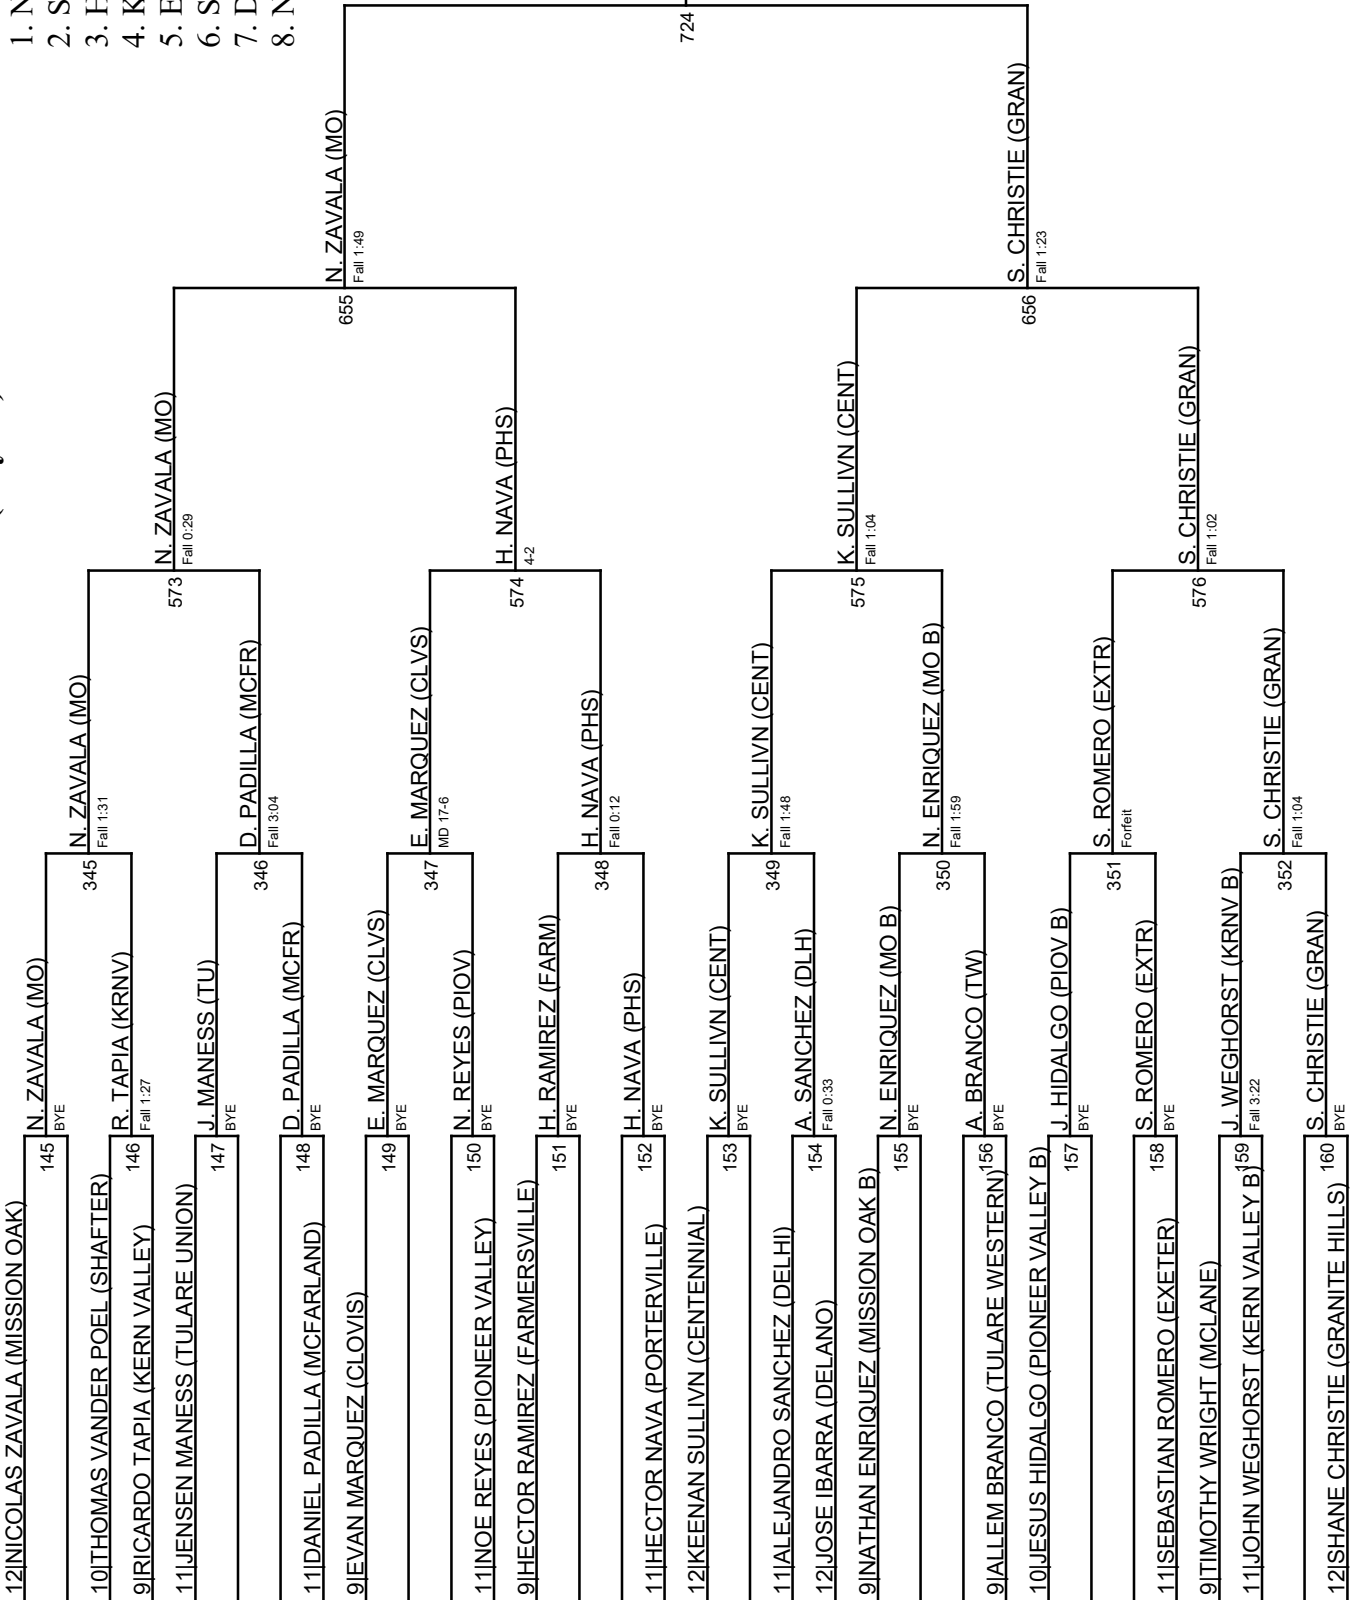 12|NICOLAS ZAVALA (MISSION OAK)
145
N. ZAVALA (MO)
BYE
10|THOMAS VANDER POEL (SHAFTER)
9|RICARDO TAPIA (KERN VALLEY)
146
R. TAPIA (KRNV)
Fall 1:27
11|JENSEN MANESS (TULARE UNION)
147
J. MANESS (TU)
BYE
11|DANIEL PADILLA (MCFARLAND)
148
D. PADILLA (MCFR)
BYE
9|EVAN MARQUEZ (CLOVIS)
149
E. MARQUEZ (CLVS)
BYE
11|NOE REYES (PIONEER VALLEY)
150
N. REYES (PIOV)
BYE
9|HECTOR RAMIREZ (FARMERSVILLE)
151
H. RAMIREZ (FARM)
BYE
11|HECTOR NAVA (PORTERVILLE)
152
H. NAVA (PHS)
BYE
12|KEENAN SULLIVN (CENTENNIAL)
153
K. SULLIVN (CENT)
BYE
11|ALEJANDRO SANCHEZ (DELHI)
12|JOSE IBARRA (DELANO)
154
A. SANCHEZ (DLH)
Fall 0:33
9|NATHAN ENRIQUEZ (MISSION OAK B)
155
N. ENRIQUEZ (MO B)
BYE
9|ALLEM BRANCO (TULARE WESTERN)
156
A. BRANCO (TW)
BYE
10|JESUS HIDALGO (PIONEER VALLEY B)
157
J. HIDALGO (PIOV B)
BYE
11|SEBASTIAN ROMERO (EXETER)
158
S. ROMERO (EXTR)
BYE
9|TIMOTHY WRIGHT (MCLANE)
11|JOHN WEGHORST (KERN VALLEY B)
159
J. WEGHORST (KRNV B)
Fall 3:22
12|SHANE CHRISTIE (GRANITE HILLS)
160
S. CHRISTIE (GRAN)
BYE
345
N. ZAVALA (MO)
Fall 1:31
346
D. PADILLA (MCFR)
Fall 3:04
347
E. MARQUEZ (CLVS)
MD 17-6
348
H. NAVA (PHS)
Fall 0:12
349
K. SULLIVN (CENT)
Fall 1:48
350
N. ENRIQUEZ (MO B)
Fall 1:59
351
S. ROMERO (EXTR)
Forfeit
352
S. CHRISTIE (GRAN)
Fall 1:04
573
N. ZAVALA (MO)
Fall 0:29
574
H. NAVA (PHS)
4-2
575
K. SULLIVN (CENT)
Fall 1:04
576
S. CHRISTIE (GRAN)
Fall 1:02
655
N. ZAVALA (MO)
Fall 1:49
656
S. CHRISTIE (GRAN)
Fall 1:23
724
1. N
2. S
3. H
4. K
5. E
6. S
7. D
8. N